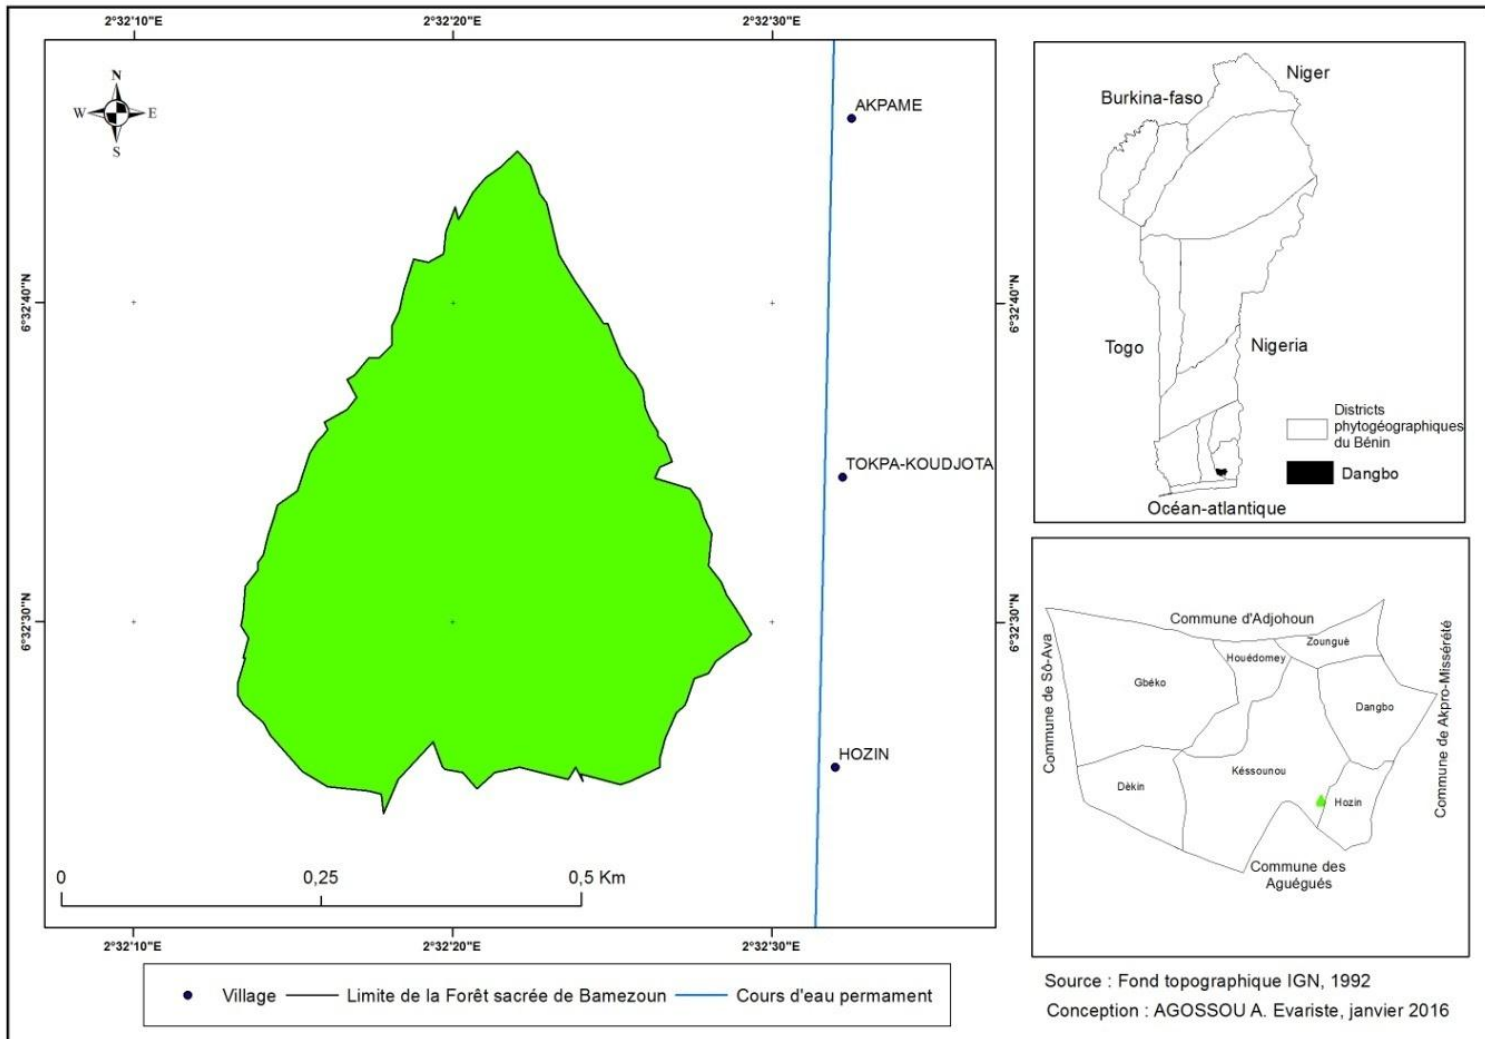 2°32'10"E
2°32'20"E
2°32'30"E
N
W
E
S
AKPAME
6°32'40"N
6°32'40"N
TOKPA-KOUDJOTA
6°32'30"N
6°32'30"N
HOZIN
0
0,25
0,5 Km
2°32'10"E
2°32'20"E
2°32'30"E
Village
Limite de la Forêt sacrée de Bamezoun
Cours d'eau permament
Niger
Burkina-faso
Togo
Nigeria
Districts
phytogéographiques
du Bénin
Dangbo
Océan-atlantique
Commune d'Adjohoun
Zounguè
Houédomey
Commune de Sô-Ava
Gbéko
Dangbo
Commune de Akpro-Missérété
Késsounou
Dèkin
Hozin
Commune des
Aguégués
Source : Fond topographique IGN, 1992
Conception : AGOSSOU A. Evariste, janvier 2016